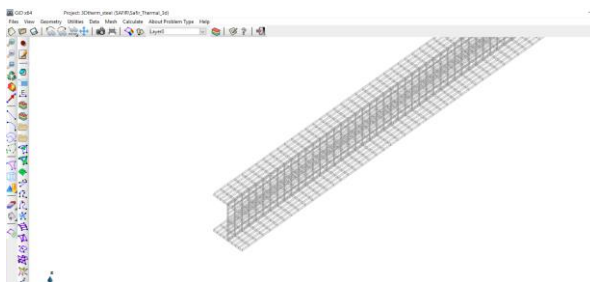 GiD x64 Project: 3Dtherm_steel (SAFIR\Safir_Thermal_3d)
Files View Geometry Utilities Data Mesh Calculate About Problem Type Help
Layer0